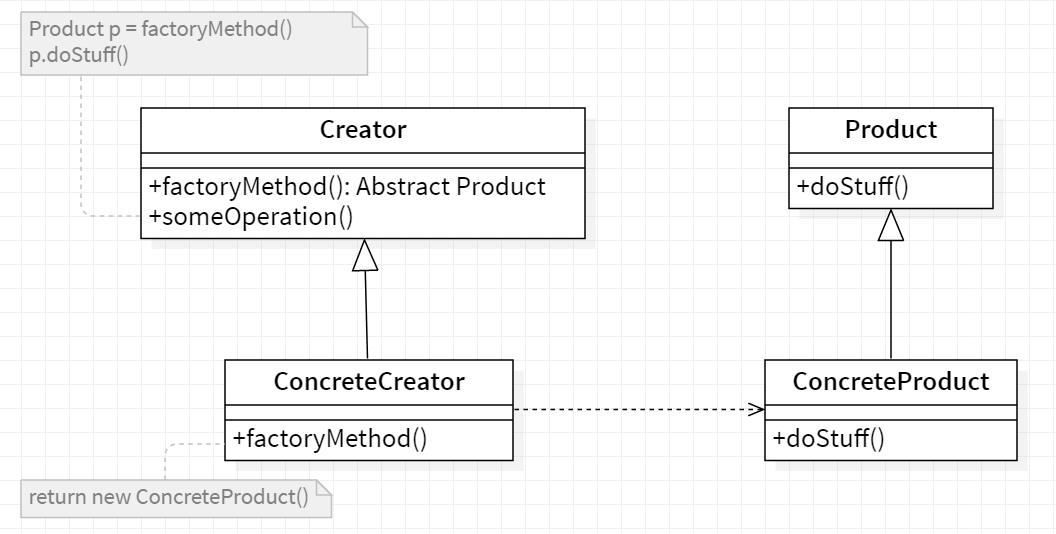 Product p = factoryMethod()
p.doStuff()
Creator
+factoryMethod(): Abstract Product
+someOperation()
Product
+doStuff()
ConcreteCreator
+factoryMethod()
ConcreteProduct
+doStuff()
return new ConcreteProduct()